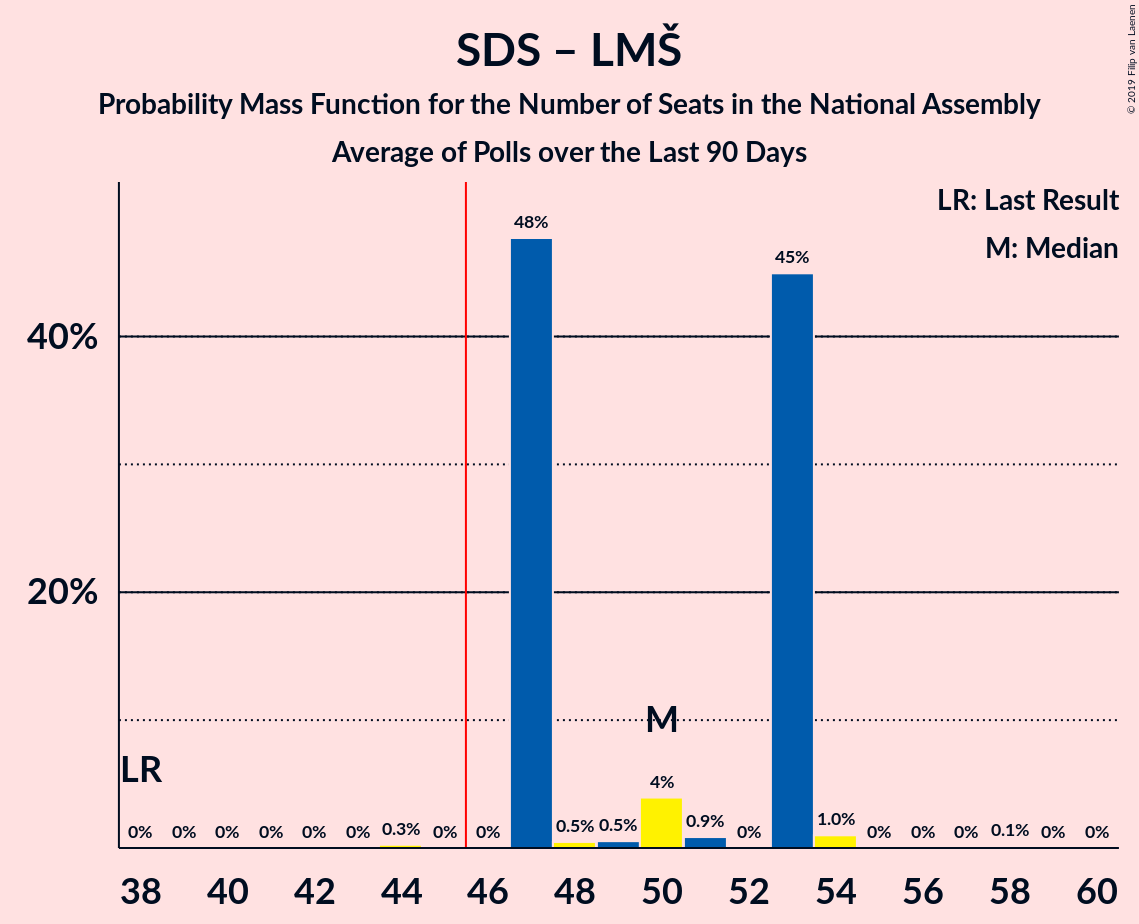 SDS – LMŠ
Probability Mass Function for the Number of Seats in the National Assembly
Average of Polls over the Last 90 Days
© 2019 Filip van Laenen
LR: Last Result
M: Median
48%
45%
40%
20%
M
LR
4%
0% 0% 0% 0% 0% 0% 0.3% 0% 0% 0.5% 0.5% 0.9% 0% 1.0% 0% 0% 0% 0.1% 0% 0%
38 40 42 44 46 48 50 52 54 56 58 60